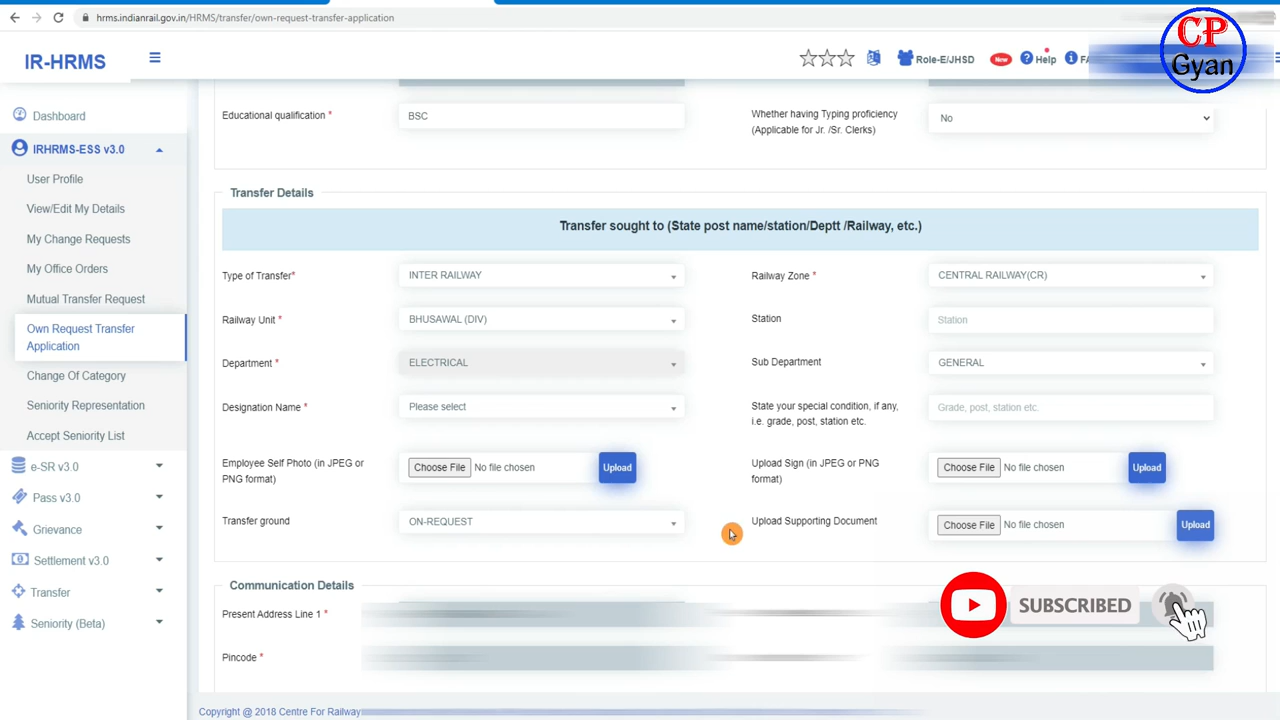 hrms.indianrail.gov.in/HRMS/transfer/own-request-transfer-application
CP
Gyan
IR-HRMS
Role-E/JHSD
New
Help
Dashboard
IRHRMS-ESS v3.0
User Profile
View/Edit My Details
My Change Requests
My Office Orders
Mutual Transfer Request
Own Request Transfer
Application
Change Of Category
Seniority Representation
Accept Seniority List
e-SR v3.0
Pass v3.0
Grievance
Settlement v3.0
Transfer
Seniority (Beta)
Educational qualification *
BSC
Whether having Typing proficiency
(Applicable for Jr. /Sr. Clerks)
No
Transfer Details
Transfer sought to (State post name/station/Deptt /Railway, etc.)
Type of Transfer*
INTER RAILWAY
Railway Zone *
CENTRAL RAILWAY(CR)
Railway Unit *
BHUSAWAL (DIV)
Station
Station
Department *
ELECTRICAL
Sub Department
GENERAL
Designation Name *
Please select
State your special condition, if any,
i.e. grade, post, station etc.
Grade, post, station etc.
Employee Self Photo (in JPEG or
PNG format)
Choose File No file chosen
Upload
Upload Sign (in JPEG or PNG
format)
Choose File No file chosen
Upload
Transfer ground
ON-REQUEST
Upload Supporting Document
Choose File No file chosen
Upload
Communication Details
Present Address Line 1 *
SUBSCRIBED
Pincode *
Copyright @ 2018 Centre For Railway